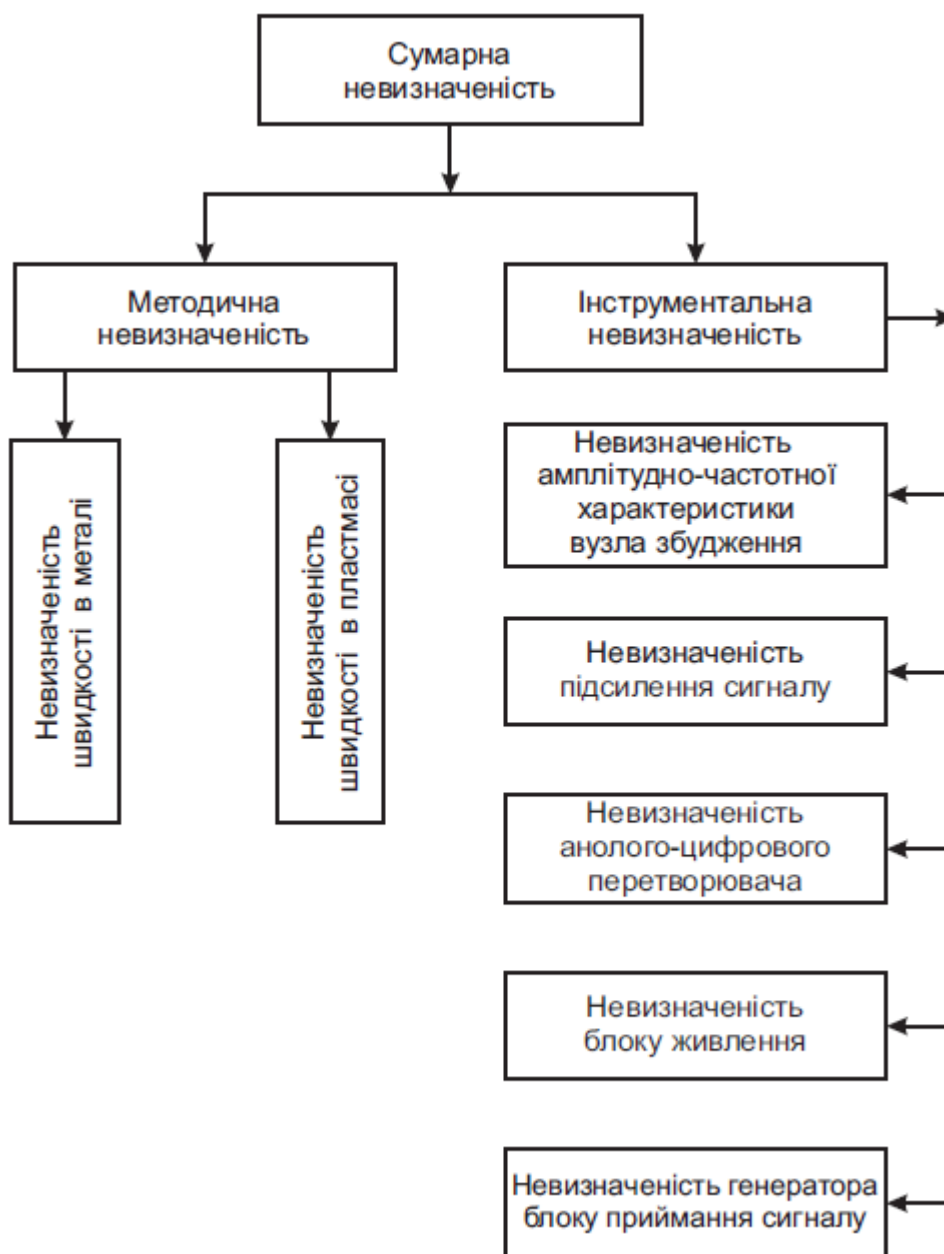 Сумарна
невизначеність
Методична
невизначеність
Інструментальна
невизначеність
Невизначеність
швидкості в металі
Невизначеність
швидкості в пластмасі
Невизначеність
амплітудно-частотної
характеристики
вузла збудження
Невизначеність
підсилення сигналу
Невизначеність
анолого-цифрового
перетворювача
Невизначеність
блоку живлення
Невизначеність генератора
блоку приймання сигналу